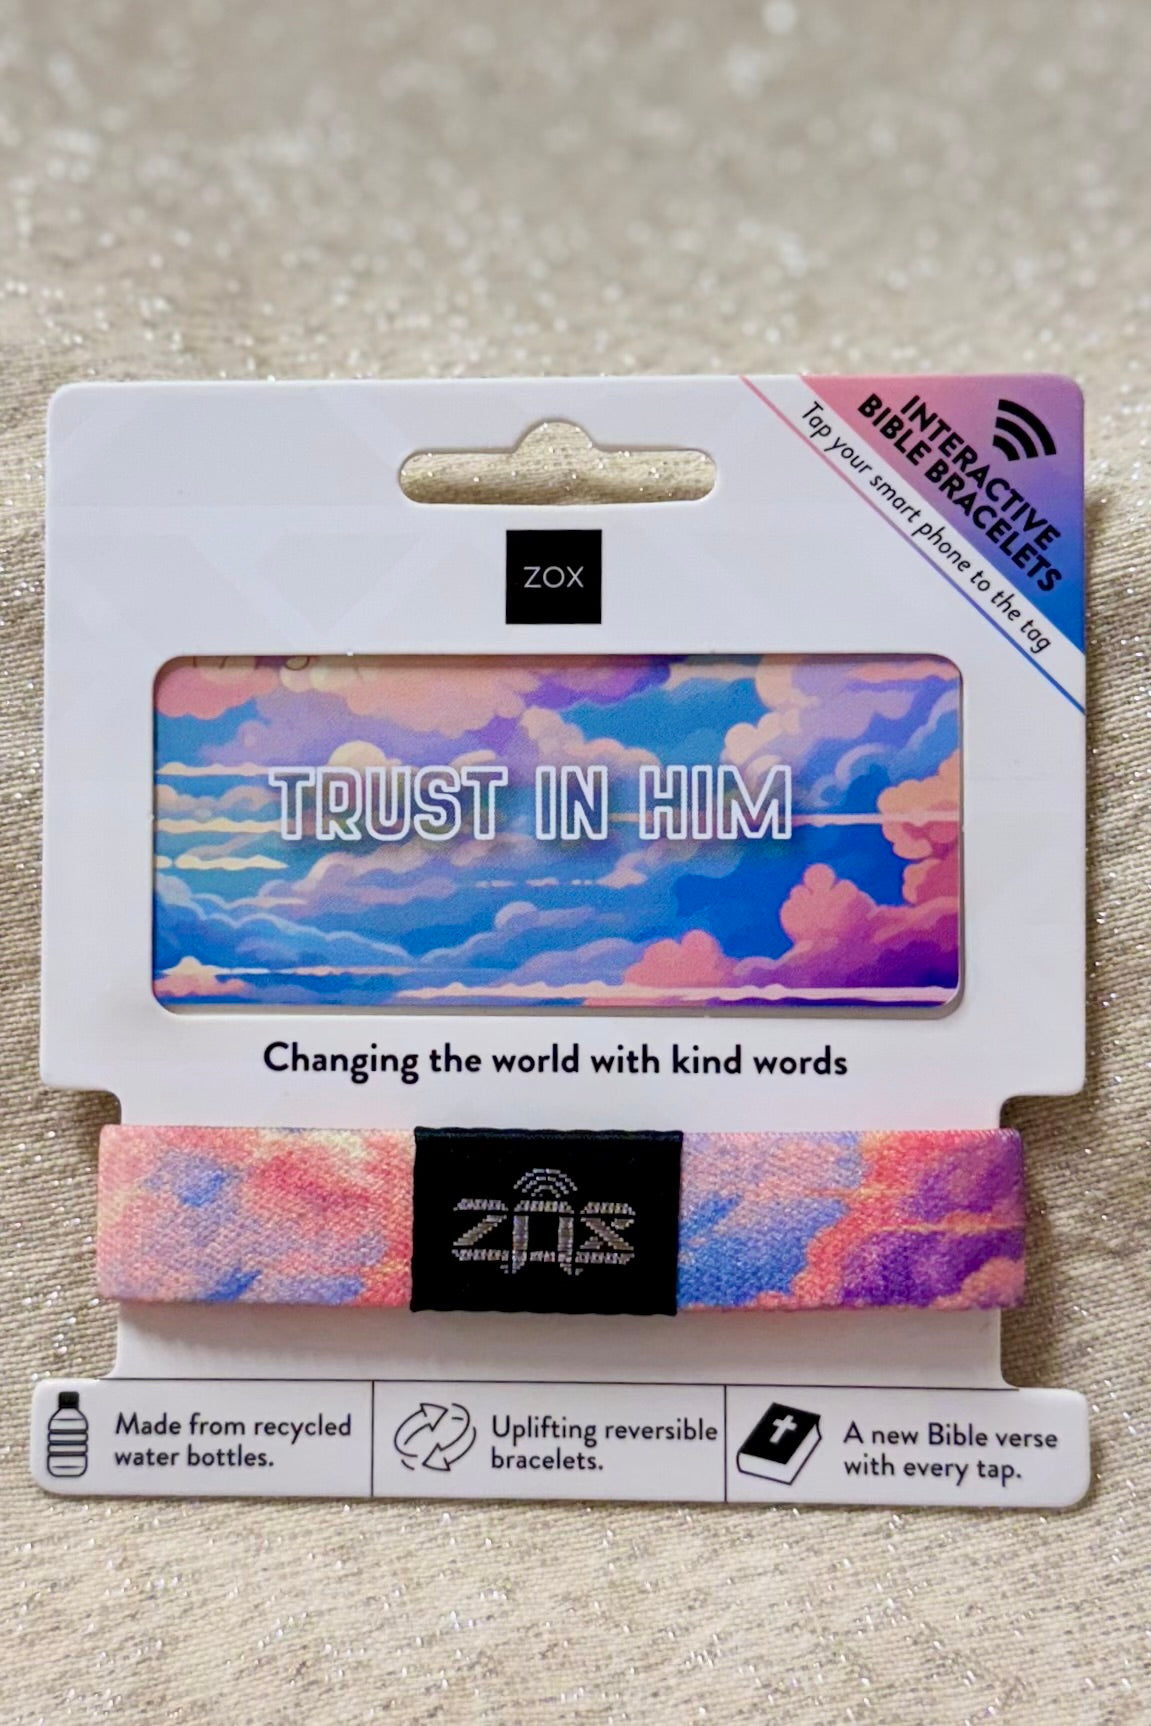 INTERACTIVE
BIBLE BRACELETS
Tap your smart phone to the tag
ZOX
TRUST IN HIM
Changing the world with kind words
ZOX
Made from recycled
water bottles.
Uplifting reversible
bracelets.
A new Bible verse
with every tap.